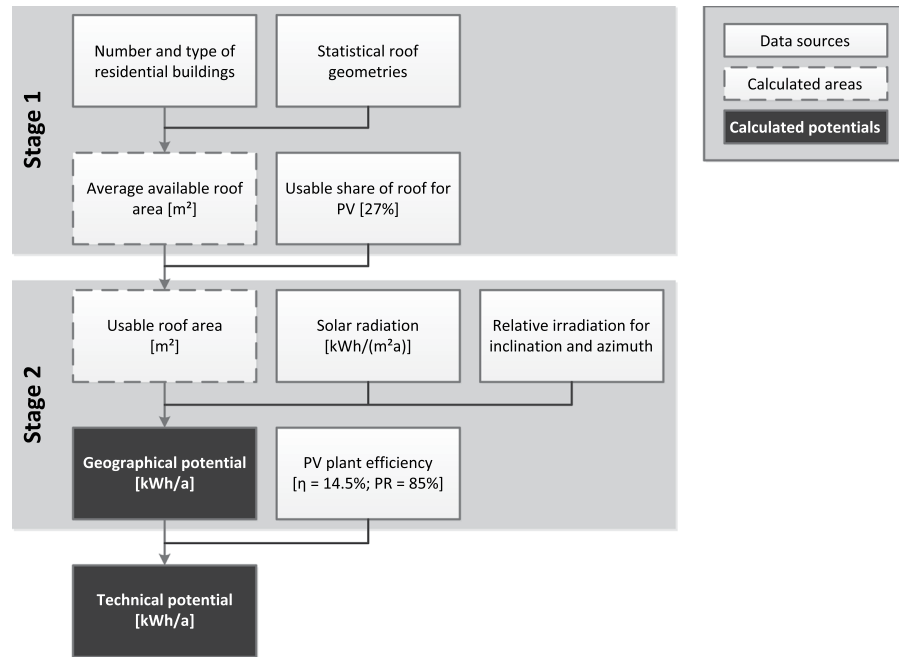 Stage 1
Number and type of
residential buildings
Statistical roof
geometries
Average available roof
area [m²]
Usable share of roof for
PV [27%]
Stage 2
Usable roof area
[m²]
Solar radiation
[kWh/(m²a)]
Relative irradiation for
inclination and azimuth
Geographical potential
[kWh/a]
PV plant efficiency
[η = 14.5%; PR = 85%]
Technical potential
[kWh/a]
Data sources
Calculated areas
Calculated potentials